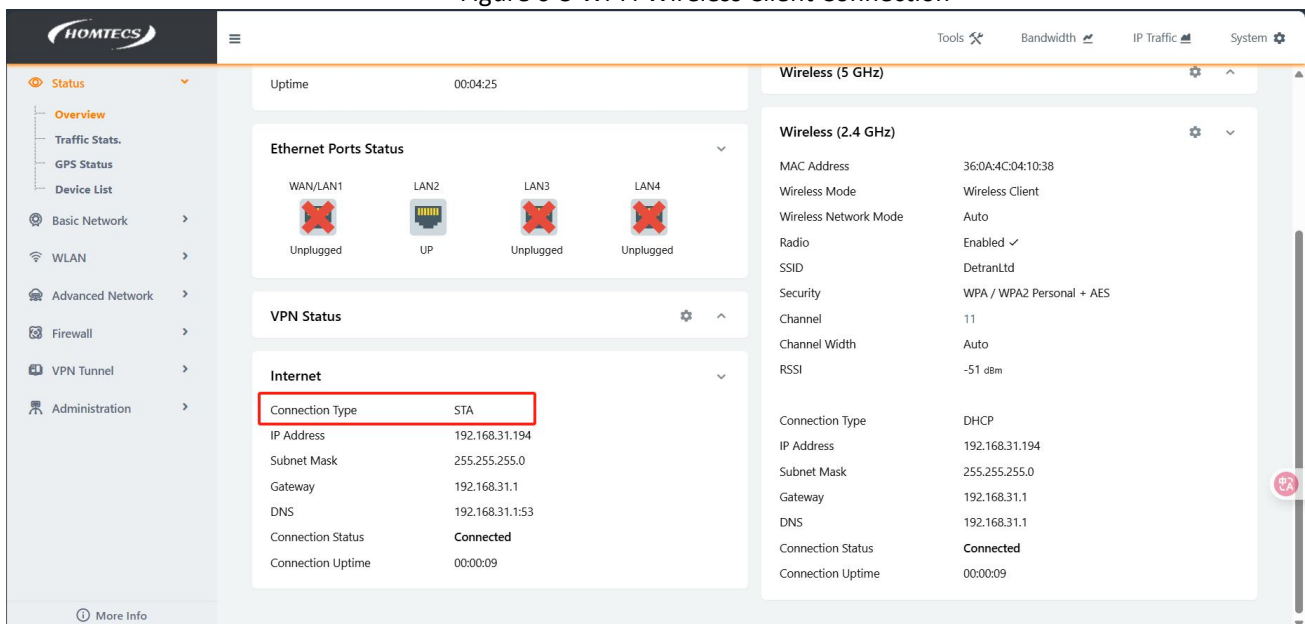 HOMTECS
Tools
Bandwidth
IP Traffic
System
Status
Overview
Traffic Stats.
GPS Status
Device List
Basic Network
WLAN
Advanced Network
Firewall
VPN Tunnel
Administration
More Info
Uptime 00:04:25
Ethernet Ports Status
WAN/LAN1 LAN2 LAN3 LAN4
Unplugged UP Unplugged Unplugged
VPN Status
Internet
Connection Type STA
IP Address 192.168.31.194
Subnet Mask 255.255.255.0
Gateway 192.168.31.1
DNS 192.168.31.1:53
Connection Status Connected
Connection Uptime 00:00:09
Wireless (5 GHz)
Wireless (2.4 GHz)
MAC Address 36:0A:4C:04:10:38
Wireless Mode Wireless Client
Wireless Network Mode Auto
Radio Enabled ✓
SSID DetranLtd
Security WPA / WPA2 Personal + AES
Channel 11
Channel Width Auto
RSSI -51 dBm
Connection Type DHCP
IP Address 192.168.31.194
Subnet Mask 255.255.255.0
Gateway 192.168.31.1
DNS 192.168.31.1
Connection Status Connected
Connection Uptime 00:00:09